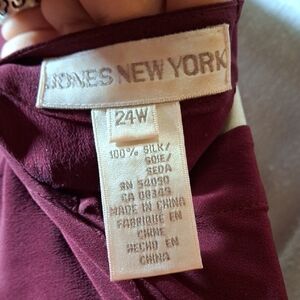 JONES NEW YORK
24W
100% SILK/
SOIE/
SEDA
RN 54050
CA 08349
MADE IN CHINA
FABRIQUE EN
CHINE
HECHO EN
CHINA